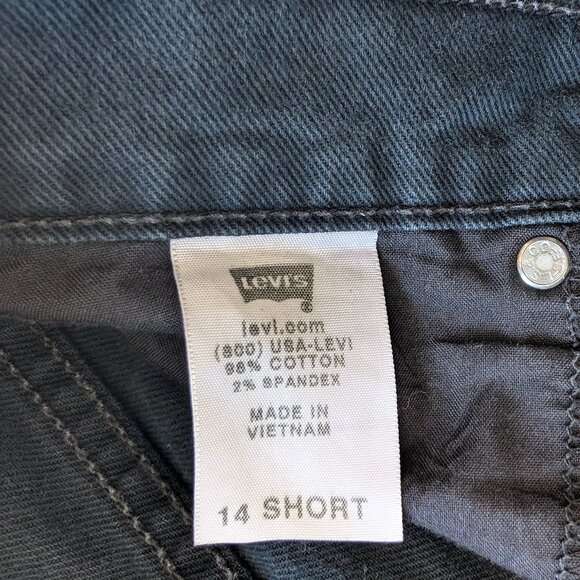 LEVI'S
®
levi.com
(800) USA-LEVI
98% COTTON
2% SPANDEX
MADE IN
VIETNAM
14 SHORT